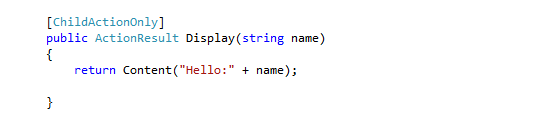 [ChildActionOnly]
public ActionResult Display(string name)
{
    return Content("Hello:" + name);
}